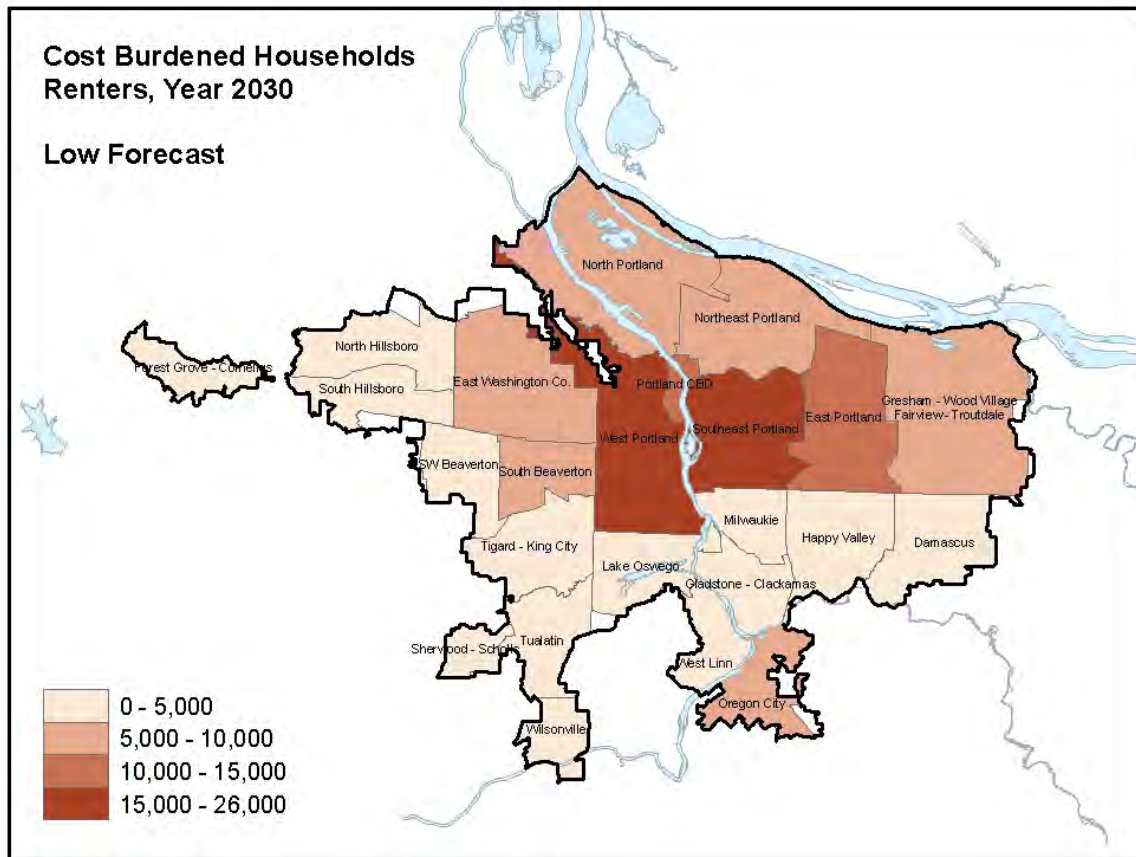 Cost Burdened Households
Renters, Year 2030
Low Forecast
North Portland
Northeast Portland
North Hillsboro
Forest Grove - Cornelius
South Hillsboro
East Washington Co.
Portland CBD
Gresham - Wood Village
Fairview- Troutdale
East Portland
West Portland
Southeast Portland
SW Beaverton
South Beaverton
Milwaukie
Happy Valley
Damascus
Tigard - King City
Lake Oswego
Gladstone - Clackamas
Tualatin
Sherwood - Scholls
West Linn
Oregon City
Wilsonville
0 - 5,000
5,000 - 10,000
10,000 - 15,000
15,000 - 26,000